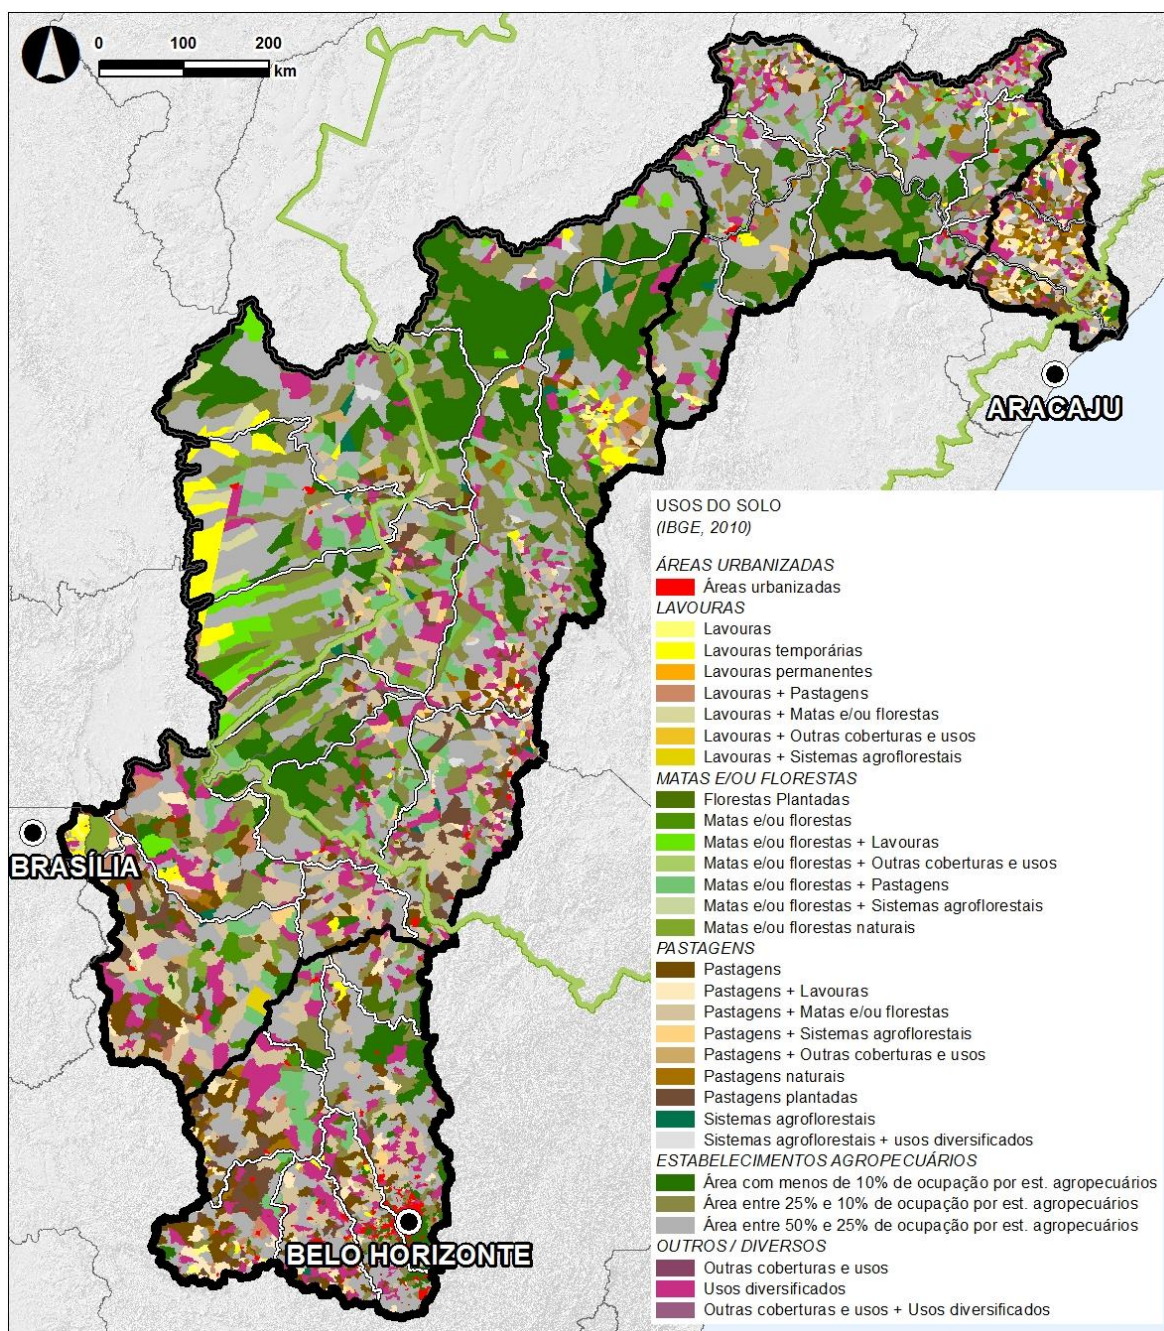 0 100 200
km
ARACAJU
BRASÍLIA
BELO HORIZONTE
USOS DO SOLO
(IBGE, 2010)
ÁREAS URBANIZADAS
Áreas urbanizadas
LAVOURAS
Lavouras
Lavouras temporárias
Lavouras permanentes
Lavouras + Pastagens
Lavouras + Matas e/ou florestas
Lavouras + Outras coberturas e usos
Lavouras + Sistemas agroflorestais
MATAS E/OU FLORESTAS
Florestas Plantadas
Matas e/ou florestas
Matas e/ou florestas + Lavouras
Matas e/ou florestas + Outras coberturas e usos
Matas e/ou florestas + Pastagens
Matas e/ou florestas + Sistemas agroflorestais
Matas e/ou florestas naturais
PASTAGENS
Pastagens
Pastagens + Lavouras
Pastagens + Matas e/ou florestas
Pastagens + Sistemas agroflorestais
Pastagens + Outras coberturas e usos
Pastagens naturais
Pastagens plantadas
Sistemas agroflorestais
Sistemas agroflorestais + usos diversificados
ESTABELECIMENTOS AGROPECUÁRIOS
Área com menos de 10% de ocupação por est. agropecuários
Área entre 25% e 10% de ocupação por est. agropecuários
Área entre 50% e 25% de ocupação por est. agropecuários
OUTROS / DIVERSOS
Outras coberturas e usos
Usos diversificados
Outras coberturas e usos + Usos diversificados